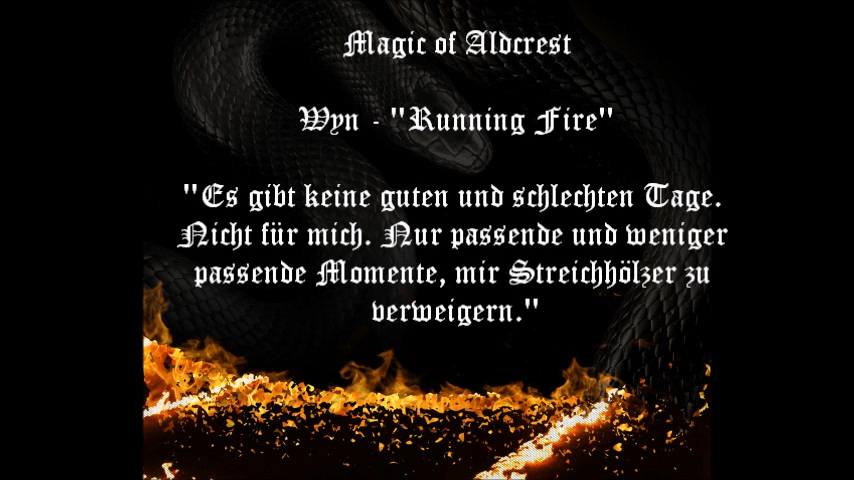 Magic of Aldcrest
Wyn - "Running Fire"
"Es gibt keine guten und schlechten Tage.
Nicht für mich. Nur passende und weniger
passende Momente, mir Streichhölzer zu
verweigern."